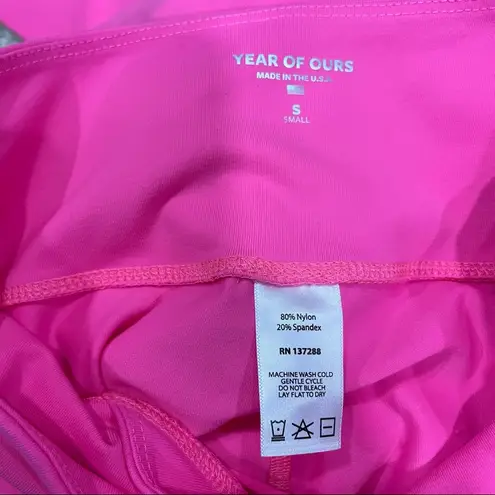 YEAR OF OURS
MADE IN THE U.S.A
S
SMALL
80% Nylon
20% Spandex
RN 137288
MACHINE WASH COLD
GENTLE CYCLE
DO NOT BLEACH
LAY FLAT TO DRY